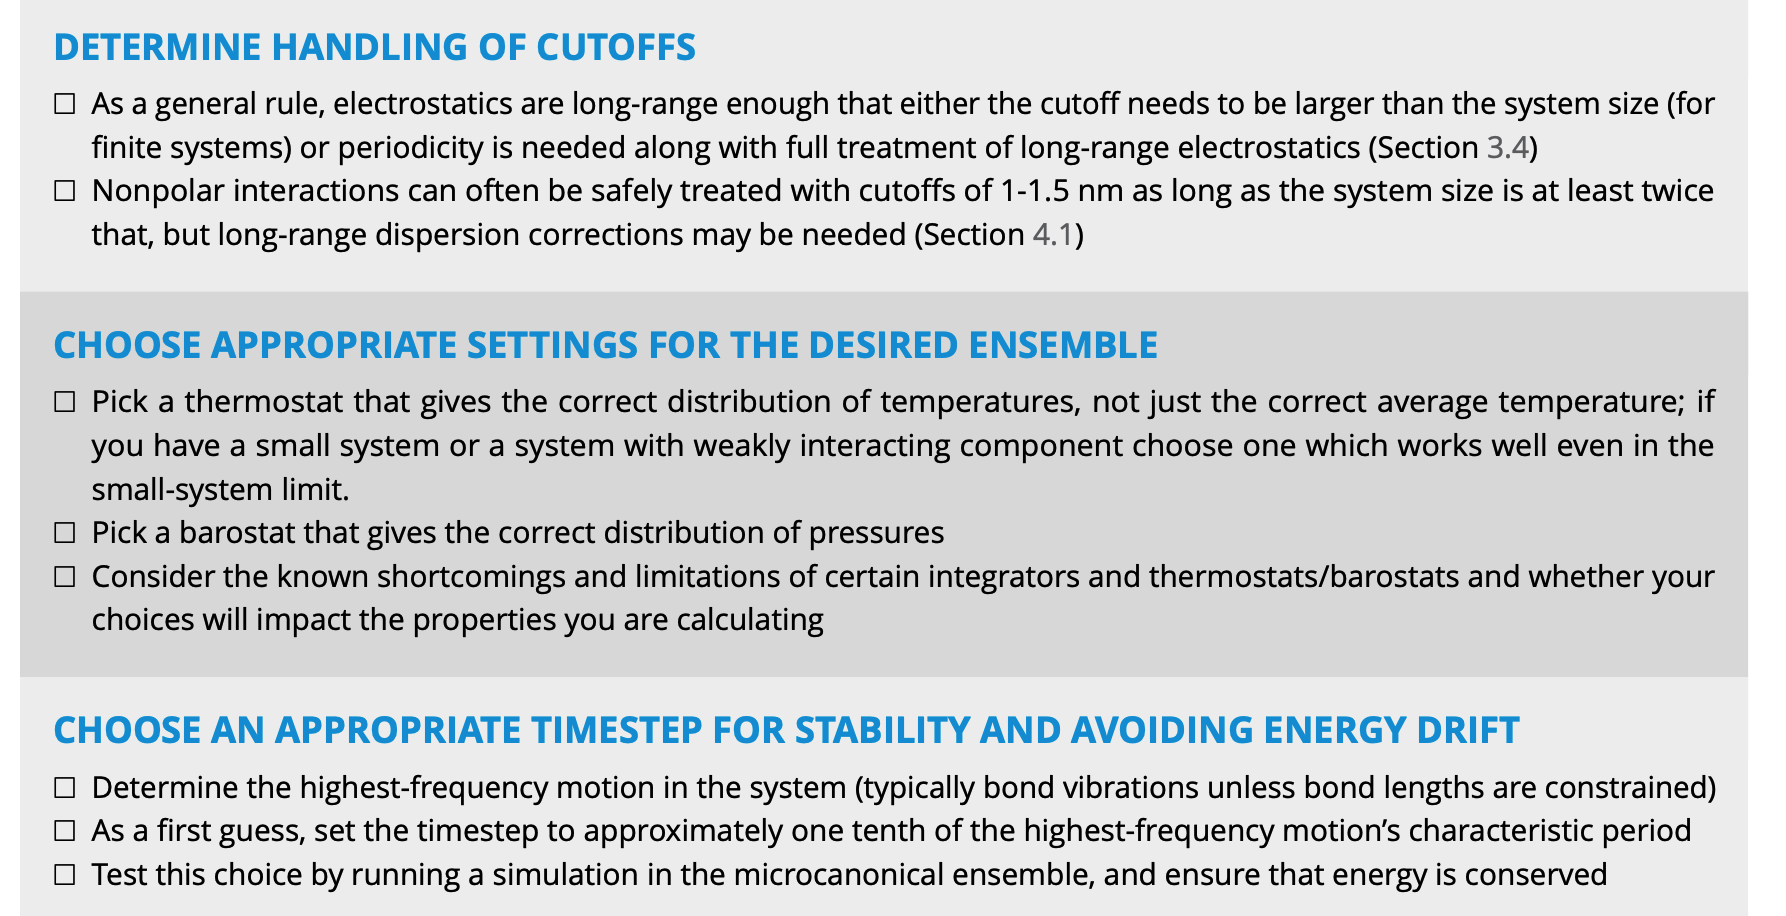 DETERMINE HANDLING OF CUTOFFS
☐ As a general rule, electrostatics are long-range enough that either the cutoff needs to be larger than the system size (for
finite systems) or periodicity is needed along with full treatment of long-range electrostatics (Section 3.4)
☐ Nonpolar interactions can often be safely treated with cutoffs of 1-1.5 nm as long as the system size is at least twice
that, but long-range dispersion corrections may be needed (Section 4.1)
CHOOSE APPROPRIATE SETTINGS FOR THE DESIRED ENSEMBLE
☐ Pick a thermostat that gives the correct distribution of temperatures, not just the correct average temperature; if
you have a small system or a system with weakly interacting component choose one which works well even in the
small-system limit.
☐ Pick a barostat that gives the correct distribution of pressures
☐ Consider the known shortcomings and limitations of certain integrators and thermostats/barostats and whether your
choices will impact the properties you are calculating
CHOOSE AN APPROPRIATE TIMESTEP FOR STABILITY AND AVOIDING ENERGY DRIFT
☐ Determine the highest-frequency motion in the system (typically bond vibrations unless bond lengths are constrained)
☐ As a first guess, set the timestep to approximately one tenth of the highest-frequency motion’s characteristic period
☐ Test this choice by running a simulation in the microcanonical ensemble, and ensure that energy is conserved